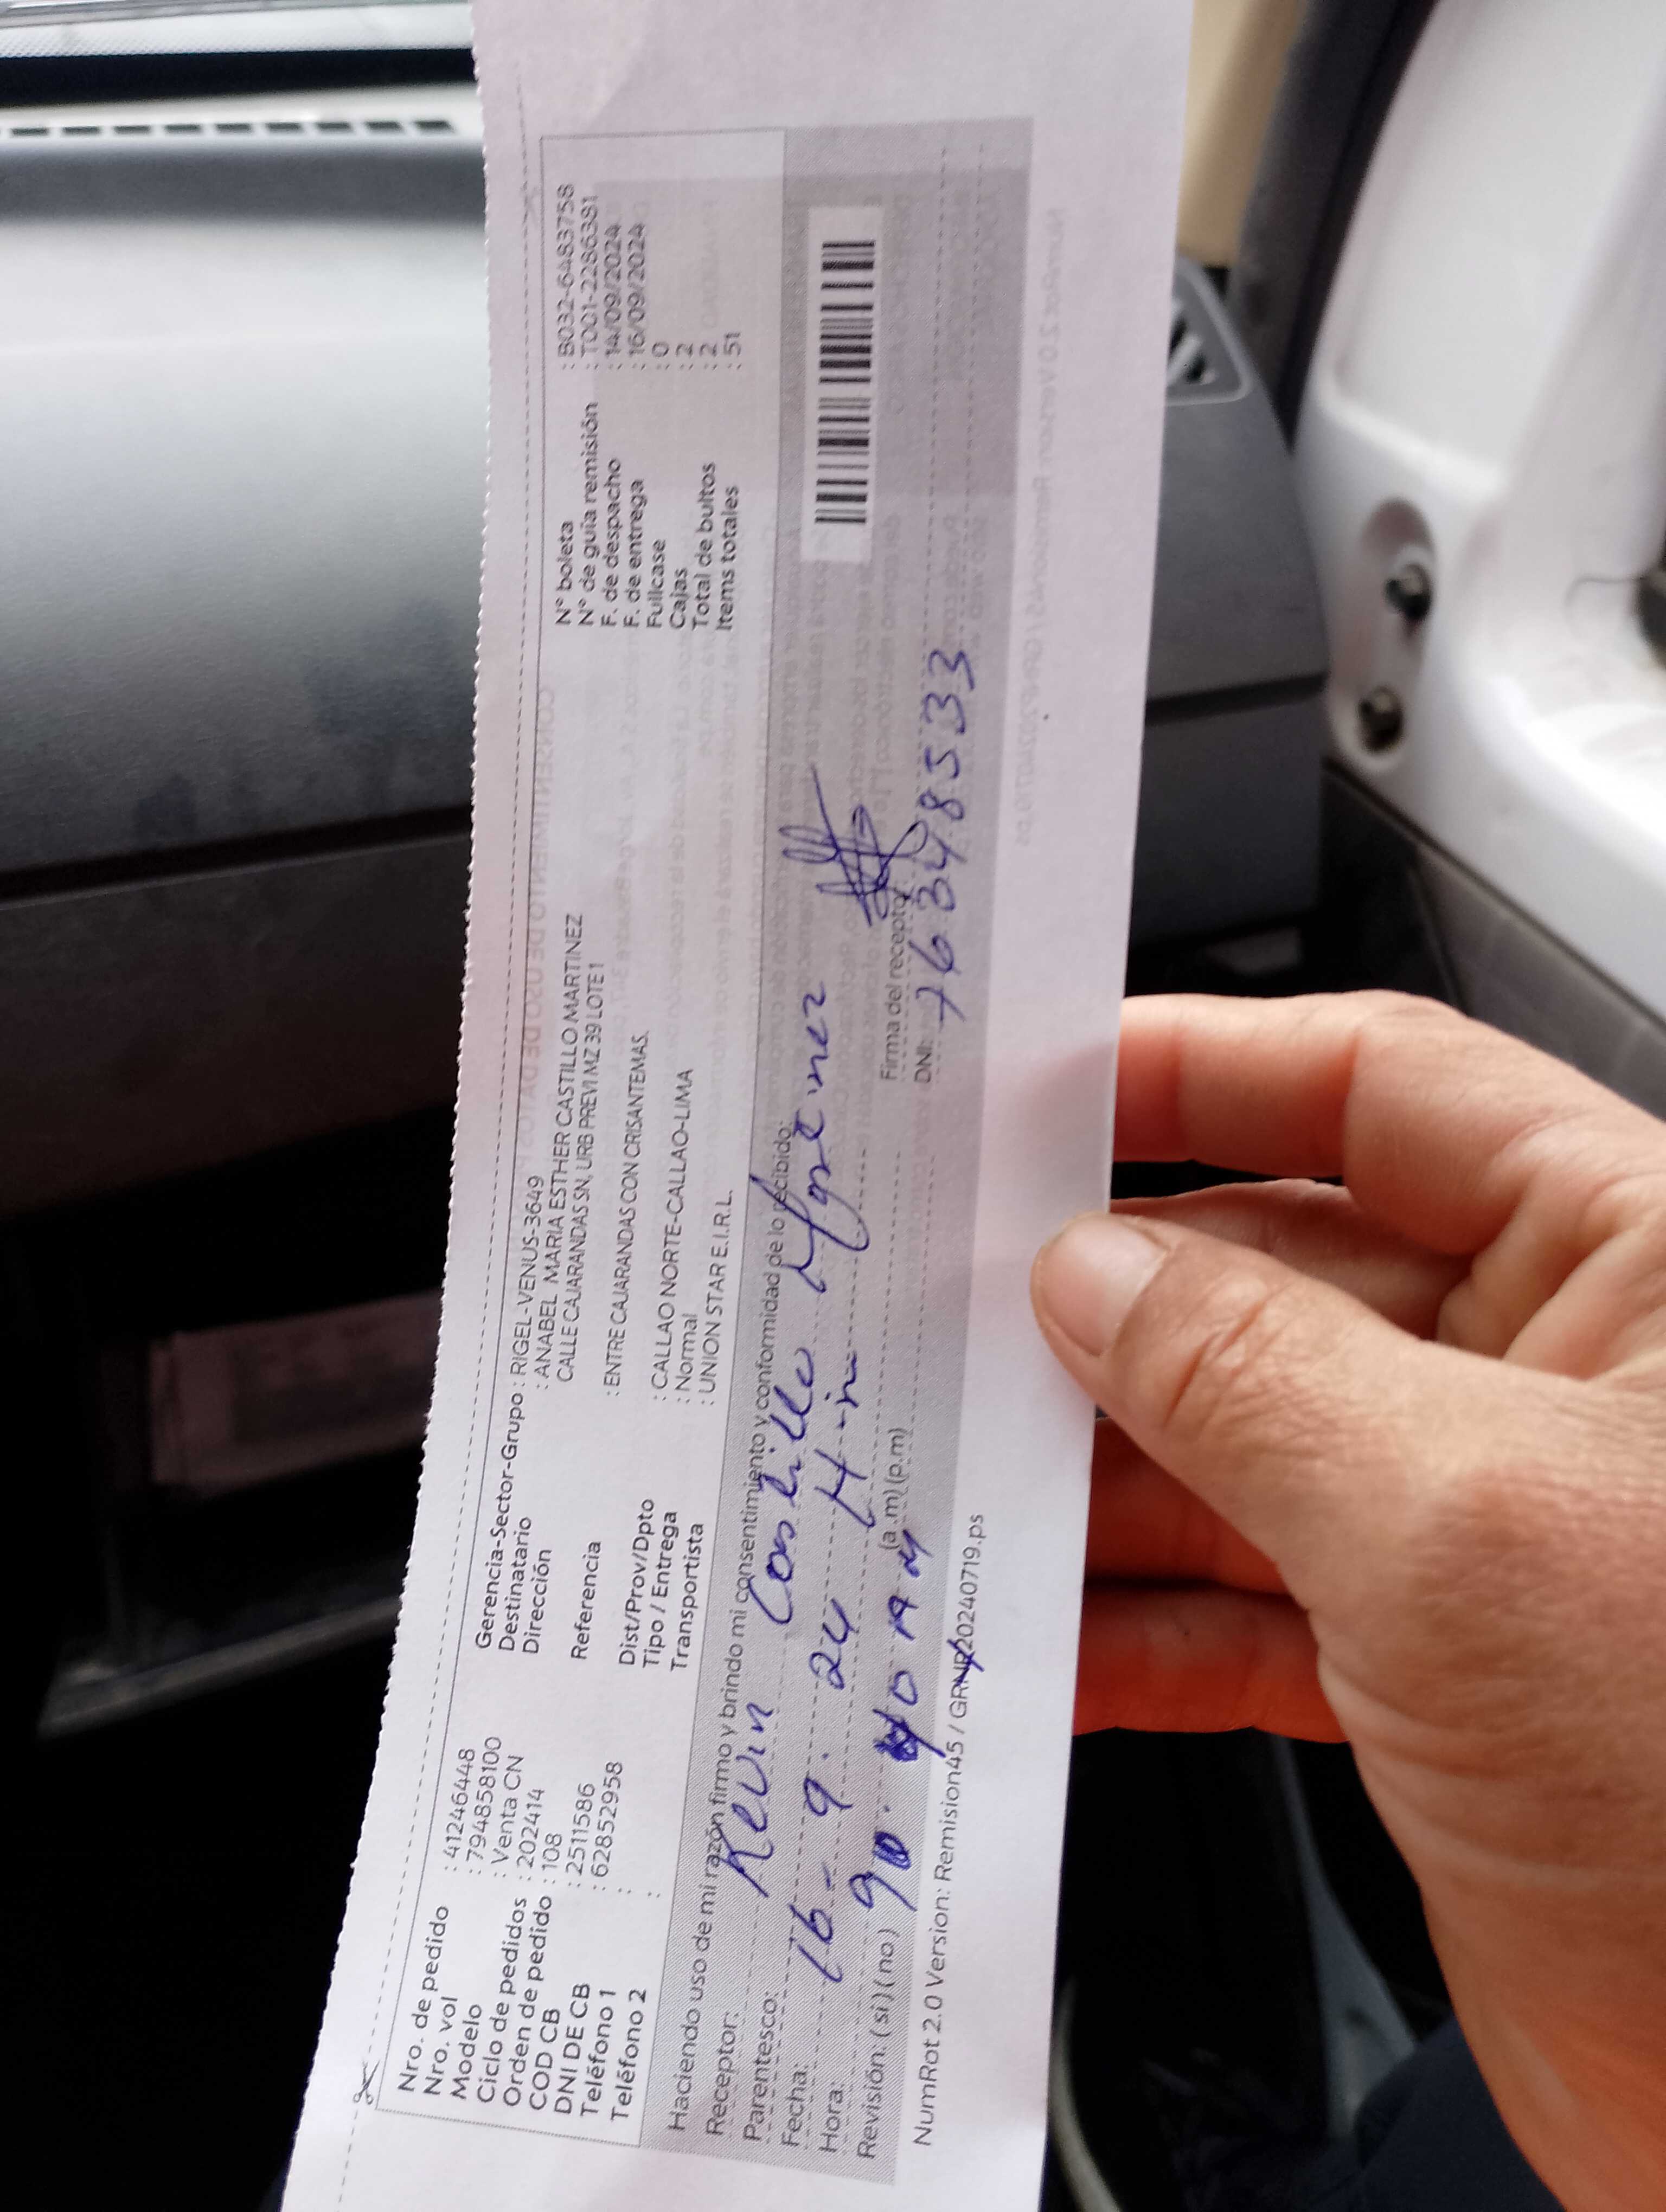 Nro. de pedido : 41246448
Nro. vol : 794858100
Modelo : Venta CN
Ciclo de pedidos : 202414
Orden de pedido : 108
COD CB : 2511586
DNI DE CB : 62852958
Teléfono 1 :
Teléfono 2 :
Gerencia-Sector-Grupo : RIGEL-VENUS-3649
Destinatario : ANABEL MARIA ESTHER CASTILLO MARTINEZ
Dirección CALLE CAJARANDAS SN, URB PREVI MZ 39 LOTE 1
Referencia : ENTRE CAJARANDAS CON CRISANTEMAS.
Dist/Prov/Dpto : CALLAO NORTE-CALLAO-LIMA
Tipo / Entrega : Normal
Transportista : UNION STAR E.I.R.L.
N° boleta : B032-6483758
N° de guía remisión : T001-2286381
F. de despacho : 14/09/2024
F. de entrega : 16/09/2024
Fullcase : 0
Cajas : 2
Total de bultos : 2
Items totales : 51
Haciendo uso de mi razón firmo y brindo mi consentimiento y conformidad de lo recibido:
Receptor: Kevin Castillo
Parentesco:
Fecha: 16-9.24
Hora: 9
(a.m) (p.m)
Revisión: (si) (no)
Firma del receptor:
DNI: 76348533
NumRot 2.0 Version: Remision45 / 20240719.ps